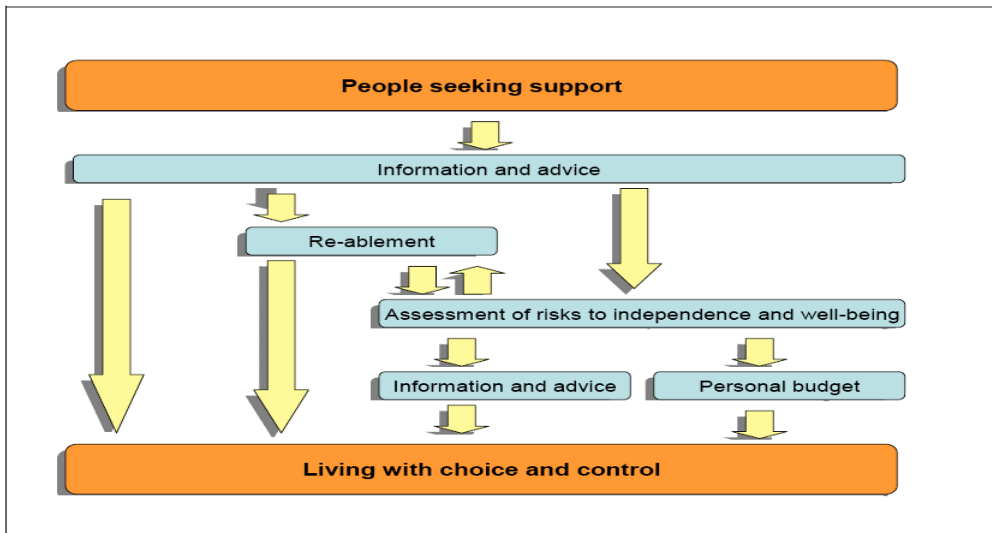 People seeking support
Information and advice
Re-ablement
Assessment of risks to independence and well-being
Information and advice
Personal budget
Living with choice and control